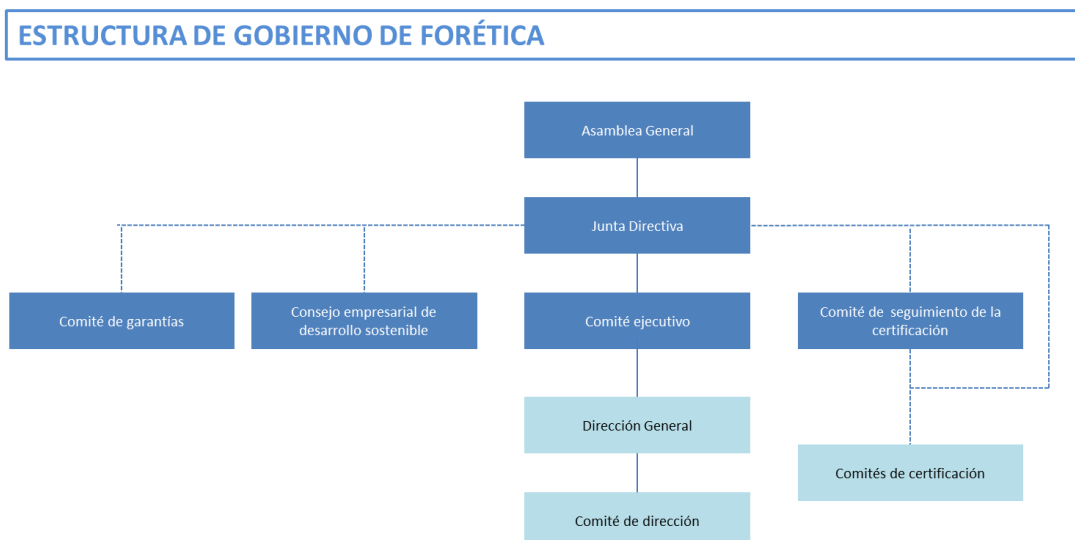 ESTRUCTURA DE GOBIERNO DE FORÉTICA
Asamblea General
Junta Directiva
Comité de garantías
Consejo empresarial de
desarrollo sostenible
Comité ejecutivo
Comité de seguimiento de la
certificación
Dirección General
Comités de certificación
Comité de dirección